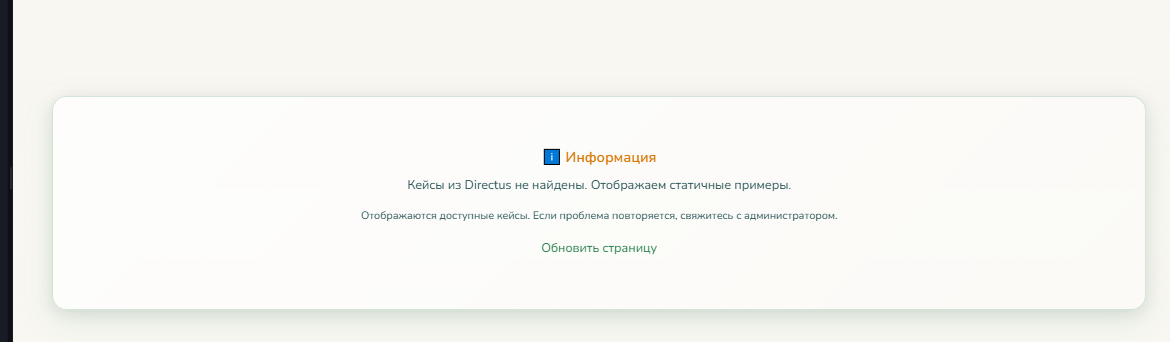 ℹ️ Информация
Кейсы из Directus не найдены. Отображаем статичные примеры.
Отображаются доступные кейсы. Если проблема повторяется, свяжитесь с администратором.
Обновить страницу